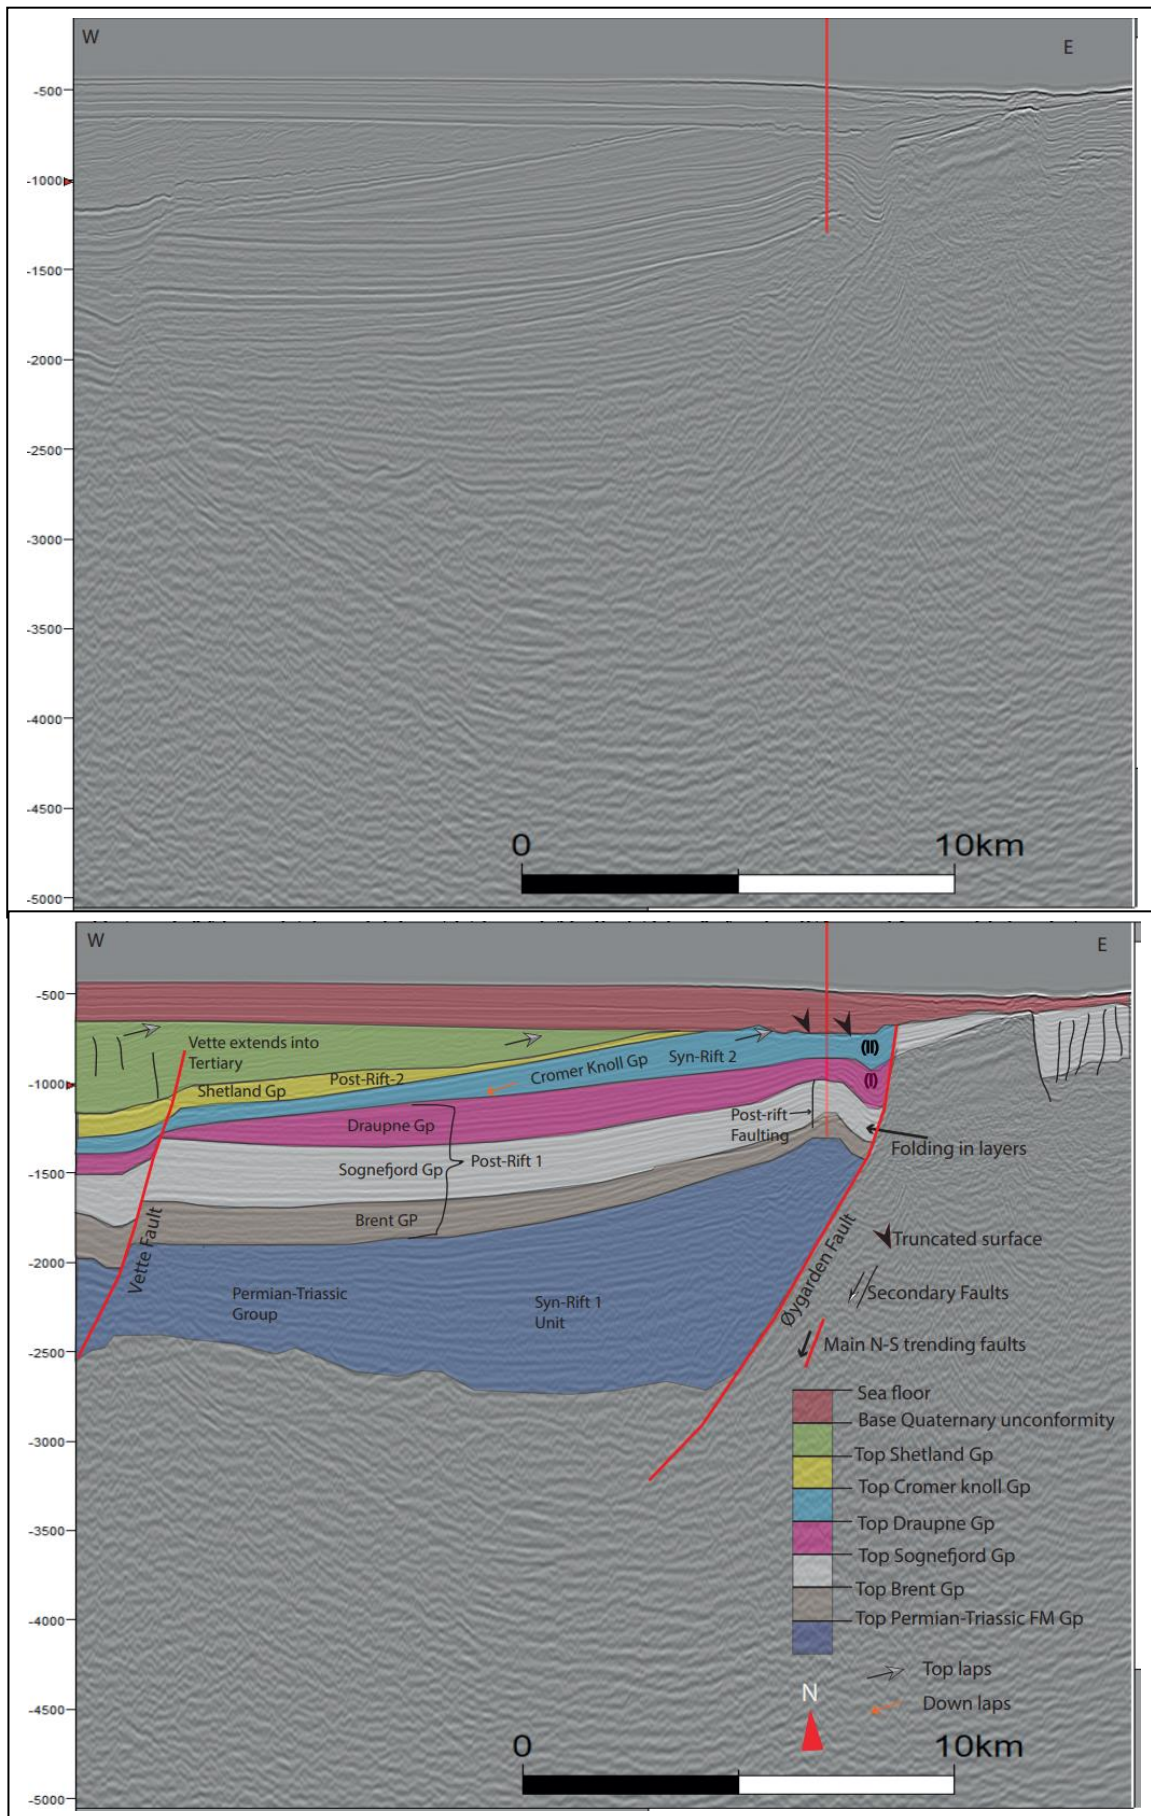 W
E
-500
-1000
-1500
-2000
-2500
-3000
-3500
-4000
-4500
-5000
0 10km
W
E
-500
-1000
-1500
-2000
-2500
-3000
-3500
-4000
-4500
-5000
Vette extends into
Tertiary
Shetland Gp
Post-Rift-2
Cromer Knoll Gp
Syn-Rift 2
(II)
(I)
Draupne Gp
Sognefjord Gp
Post-Rift 1
Brent GP
Post-rift
Faulting
Folding in layers
Vette Fault
Permian-Triassic
Group
Syn-Rift 1
Unit
Øygarden Fault
Truncated surface
Secondary Faults
Main N-S trending faults
Sea floor
Base Quaternary unconformity
Top Shetland Gp
Top Cromer knoll Gp
Top Draupne Gp
Top Sognefjord Gp
Top Brent Gp
Top Permian-Triassic FM Gp
Top laps
Down laps
N
0 10km